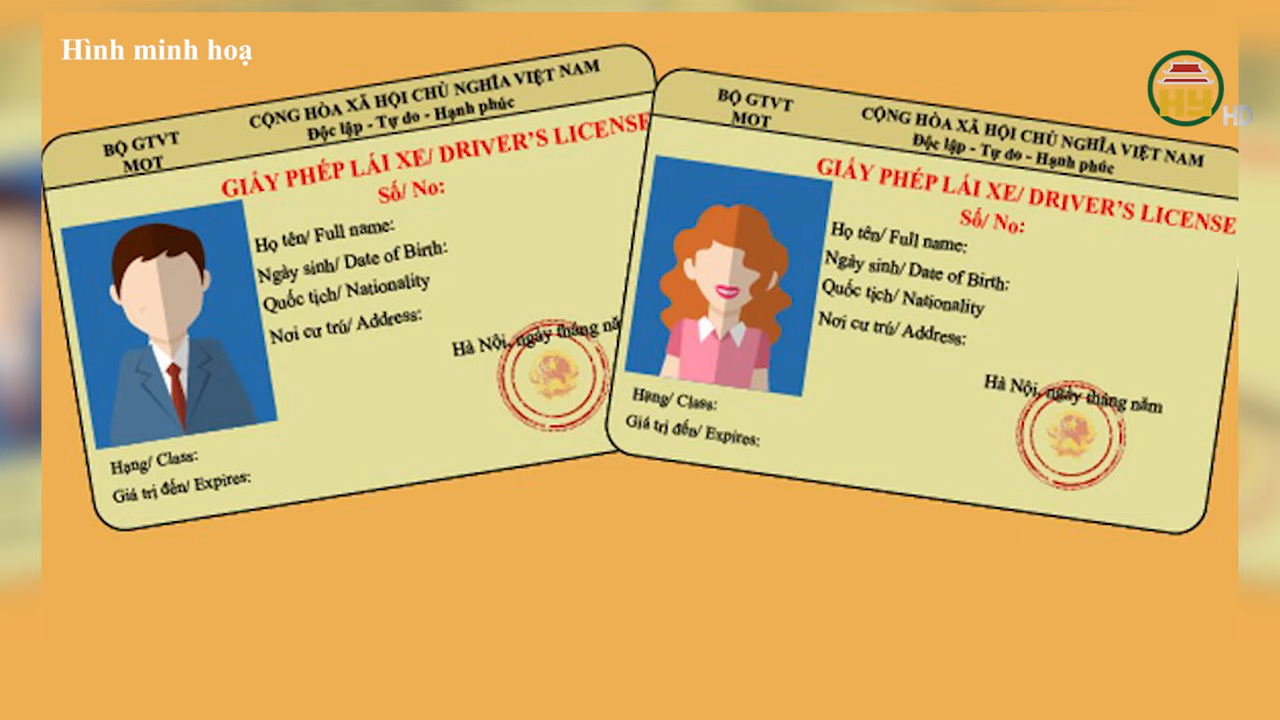 Hình minh hoạ
BỘ GTVT
MOT
CỘNG HÒA XÃ HỘI CHỦ NGHĨA VIỆT NAM
Độc lập - Tự do - Hạnh phúc
GIẤY PHÉP LÁI XE/ DRIVER'S LICENSE
Số/ No:
Họ tên/ Full name:
Ngày sinh/ Date of Birth:
Quốc tịch/ Nationality
Nơi cư trú/ Address:
Hà Nội, ngày tháng nă
Hạng/ Class:
Giá trị đến/ Expires:
BỘ GTVT
MOT
CỘNG HÒA XÃ HỘI CHỦ NGHĨA VIỆT NAM
Độc lập - Tự do - Hạnh phúc
GIẤY PHÉP LÁI XE/ DRIVER'S LICENSE
Số/ No:
Họ tên/ Full name:
Ngày sinh/ Date of Birth:
Quốc tịch/ Nationality
Nơi cư trú/ Address:
Hà Nội, ngày tháng năm
Hạng/ Class:
Giá trị đến/ Expires:
HY
HD